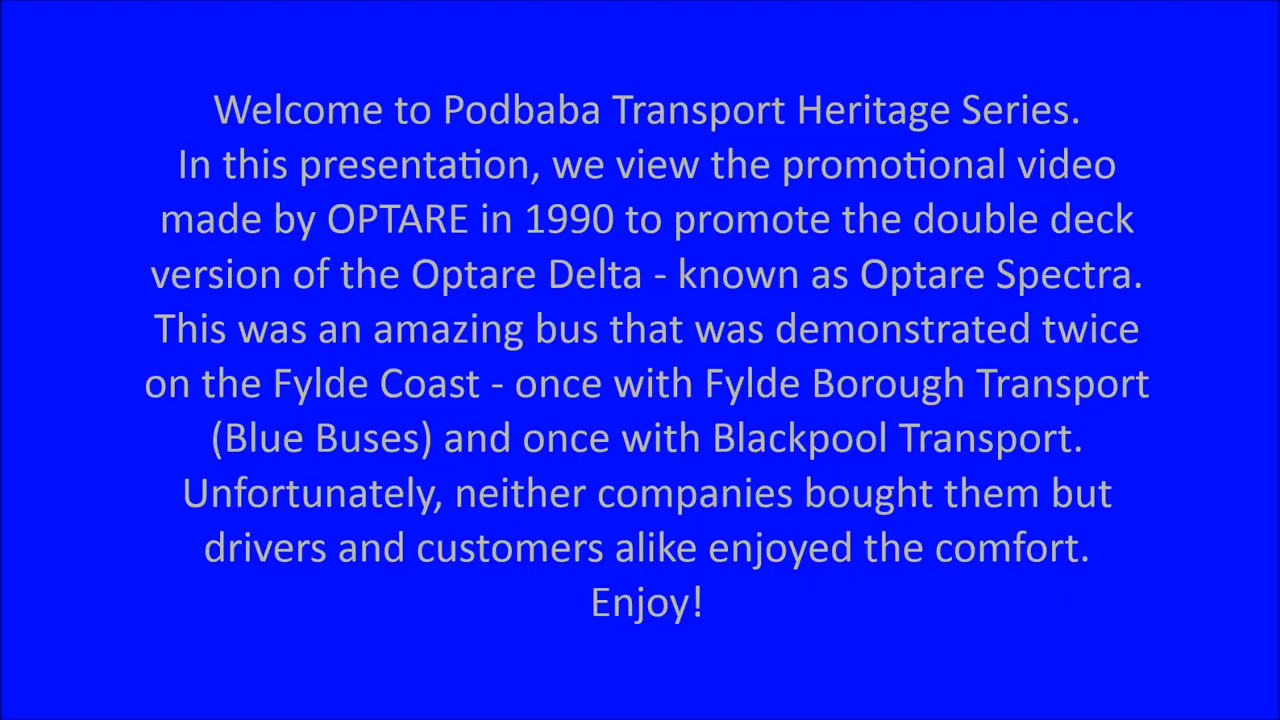 Welcome to Podbaba Transport Heritage Series.
In this presentation, we view the promotional video
made by OPTARE in 1990 to promote the double deck
version of the Optare Delta - known as Optare Spectra.
This was an amazing bus that was demonstrated twice
on the Fylde Coast - once with Fylde Borough Transport
(Blue Buses) and once with Blackpool Transport.
Unfortunately, neither companies bought them but
drivers and customers alike enjoyed the comfort.
Enjoy!